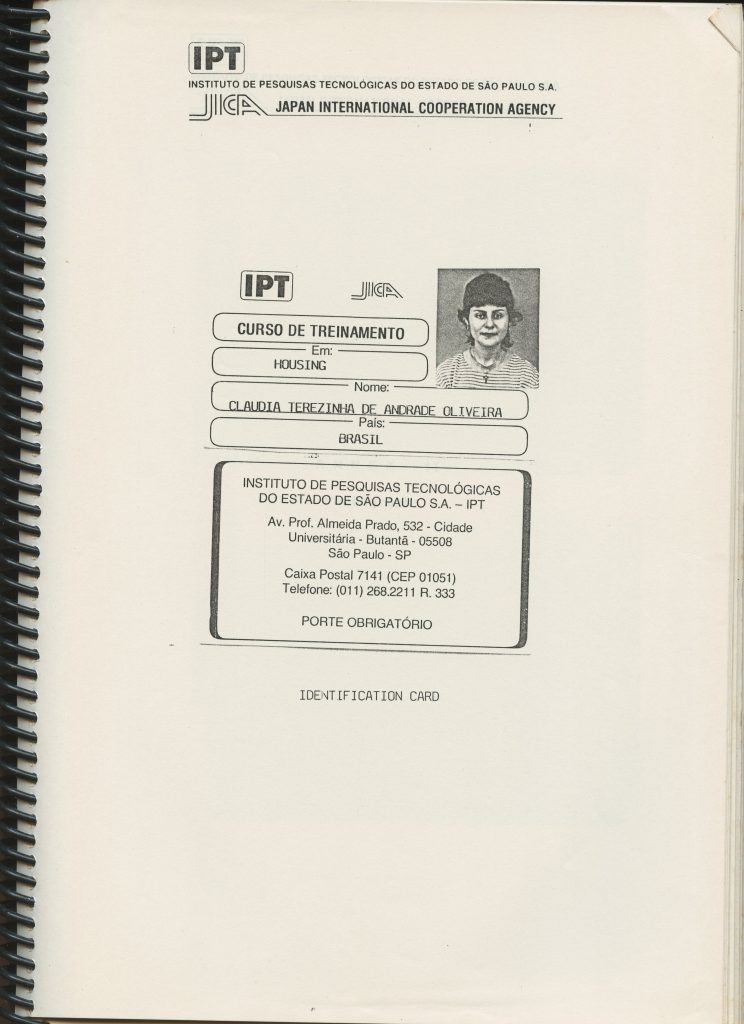 IPT
INSTITUTO DE PESQUISAS TECNOLÓGICAS DO ESTADO DE SÃO PAULO S.A.
JICA JAPAN INTERNATIONAL COOPERATION AGENCY
IPT JICA
CURSO DE TREINAMENTO
Em:
HOUSING
Nome:
CLAUDIA TEREZINHA DE ANDRADE OLIVEIRA
País:
BRASIL
INSTITUTO DE PESQUISAS TECNOLÓGICAS
DO ESTADO DE SÃO PAULO S.A. – IPT
Av. Prof. Almeida Prado, 532 - Cidade
Universitária - Butantã - 05508
São Paulo - SP
Caixa Postal 7141 (CEP 01051)
Telefone: (011) 268.2211 R. 333
PORTE OBRIGATÓRIO
IDENTIFICATION CARD